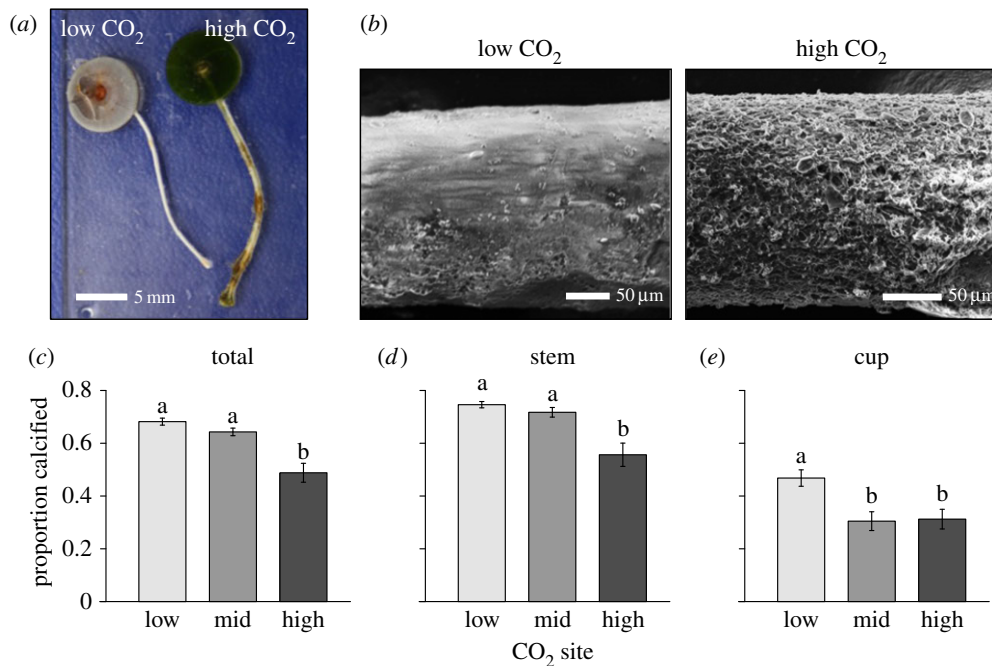 (a)
low CO2
high CO2
5 mm
(b)
low CO2
high CO2
50 µm
50 µm
(c)
total
(d)
stem
(e)
cup
proportion calcified
0.8
0.6
0.4
0.2
0
a
a
b
a
a
b
a
b
b
low
mid
high
low
mid
high
low
mid
high
CO2 site